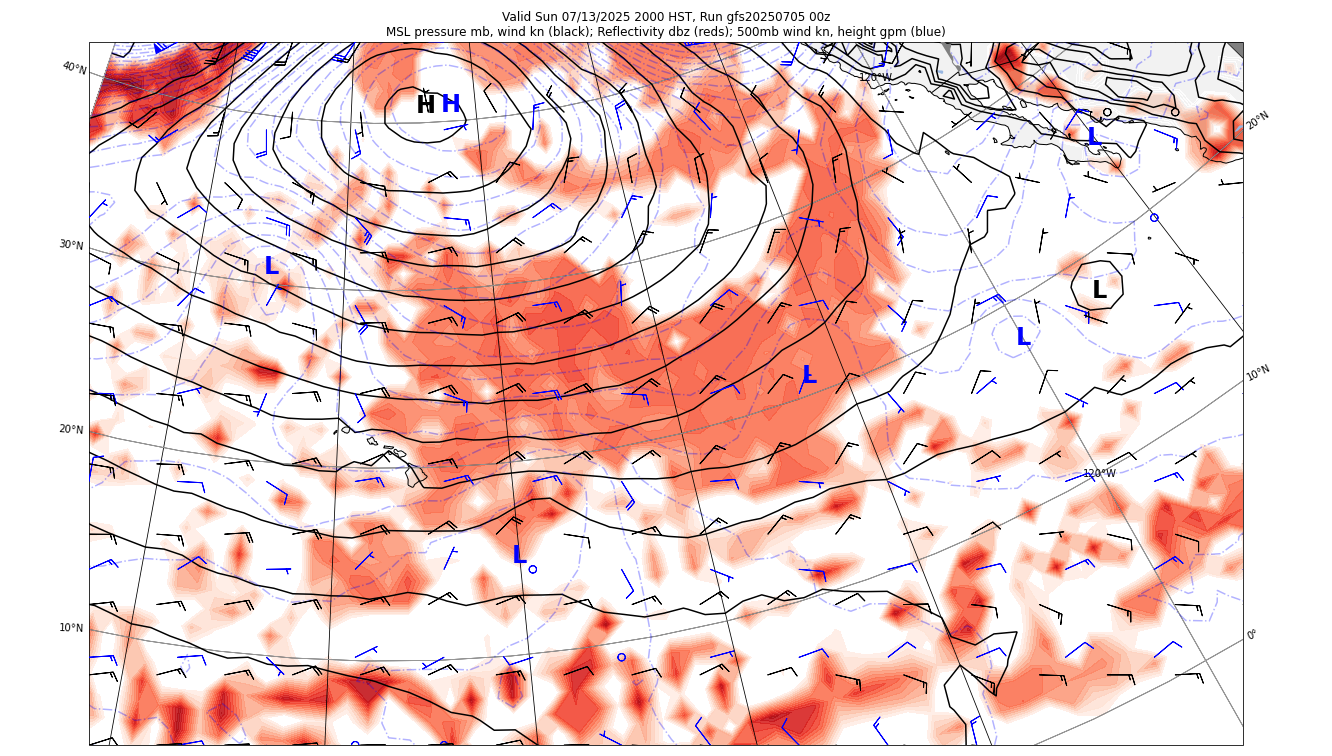 Valid Sun 07/13/2025 2000 HST, Run gfs20250705 00z
MSL pressure mb, wind kn (black); Reflectivity dbz (reds); 500mb wind kn, height gpm (blue)
40°N
120°W
H H
20°N
L
30°N
L
L
L
L
10°N
20°N
120°W
L
10°N
0°